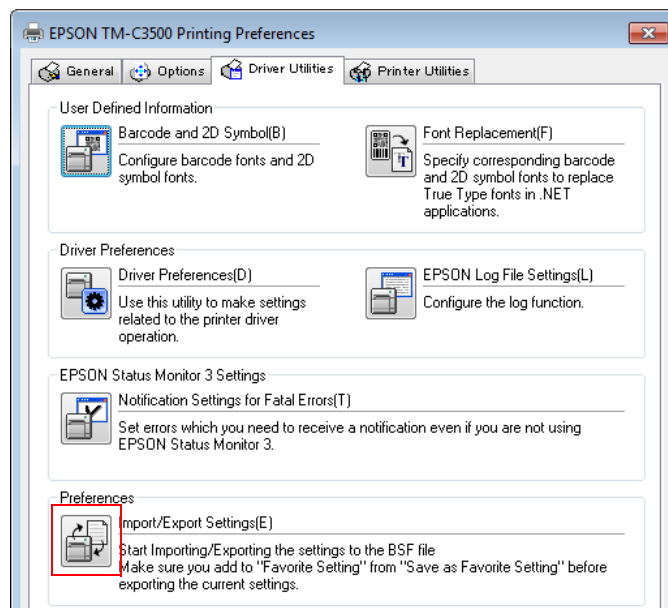 EPSON TM-C3500 Printing Preferences
General Options Driver Utilities Printer Utilities
User Defined Information
Barcode and 2D Symbol(B)
Configure barcode fonts and 2D
symbol fonts.
Font Replacement(F)
Specify corresponding barcode
and 2D symbol fonts to replace
True Type fonts in .NET
applications.
Driver Preferences
Driver Preferences(D)
Use this utility to make settings
related to the printer driver
operation.
EPSON Log File Settings(L)
Configure the log function.
EPSON Status Monitor 3 Settings
Notification Settings for Fatal Errors(T)
Set errors which you need to receive a notification even if you are not using
EPSON Status Monitor 3.
Preferences
Import/Export Settings(E)
Start Importing/Exporting the settings to the BSF file
Make sure you add to "Favorite Setting" from "Save as Favorite Setting" before
exporting the current settings.